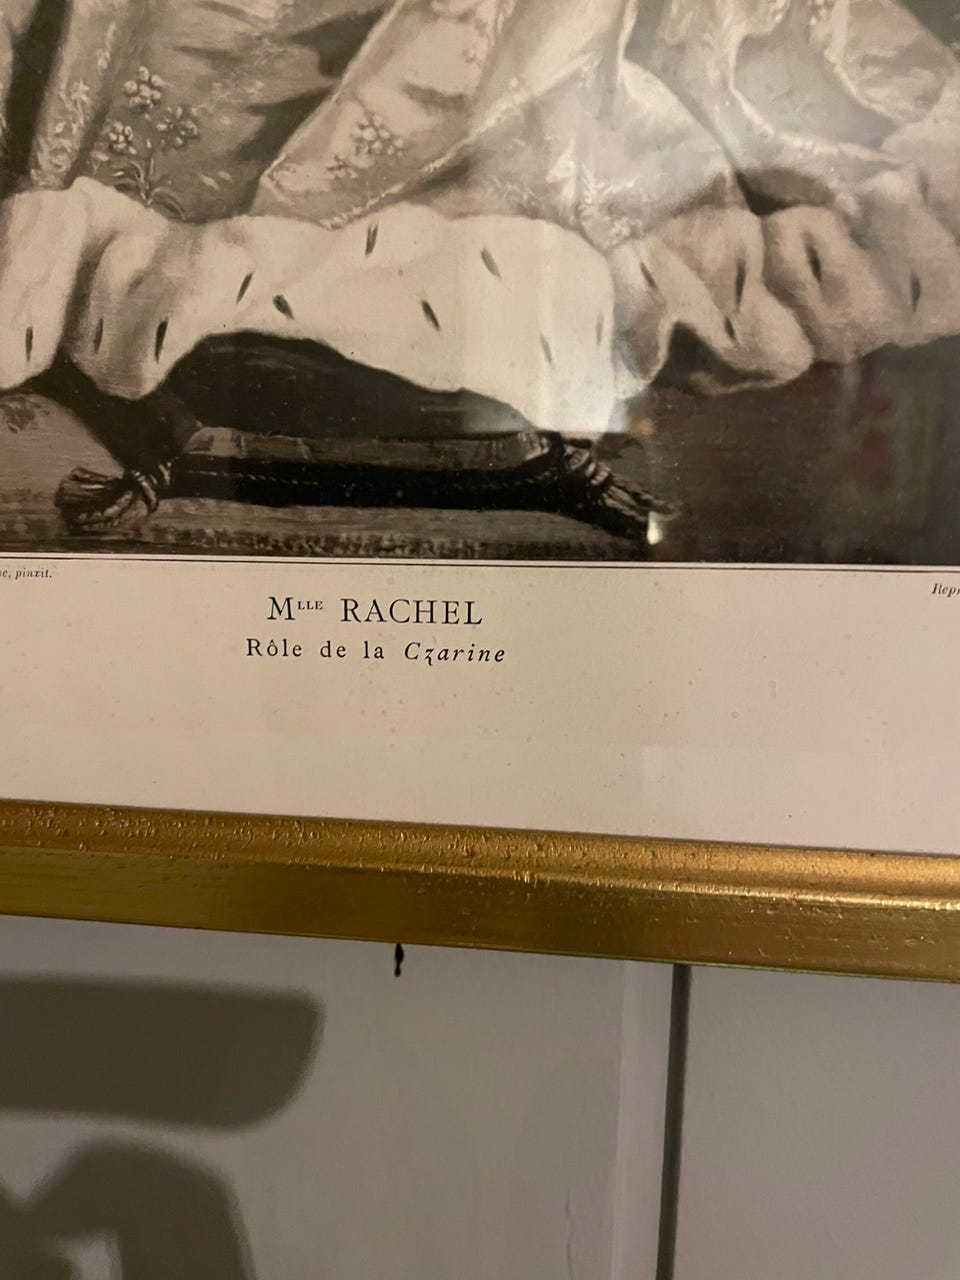 pinxit.
Mlle RACHEL
Rôle de la Czarine